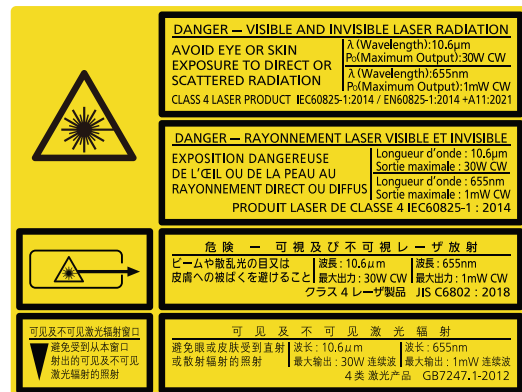 DANGER — VISIBLE AND INVISIBLE LASER RADIATION
AVOID EYE OR SKIN
EXPOSURE TO DIRECT OR
SCATTERED RADIATION
λ (Wavelength):10.6µm
Po(Maximum Output):30W CW
λ (Wavelength):655nm
Po(Maximum Output):1mW CW
CLASS 4 LASER PRODUCT IEC60825-1:2014 / EN60825-1:2014 +A11:2021
DANGER — RAYONNEMENT LASER VISIBLE ET INVISIBLE
EXPOSITION DANGEREUSE
DE L'ŒIL OU DE LA PEAU AU
RAYONNEMENT DIRECT OU DIFFUS
Longueur d'onde : 10.6µm
Sortie maximale : 30W CW
Longueur d'onde : 655nm
Sortie maximale : 1mW CW
PRODUIT LASER DE CLASSE 4 IEC60825-1 : 2014
危険 ー 可視及び不可視レーザ放射
ビームや散乱光の目又は
皮膚への被ばくを避けること
波長：10.6µm
最大出力：30W CW
波長：655nm
最大出力：1mW CW
クラス 4 レーザ製品 JIS C6802 : 2018
可见及不可见激光辐射窗口
避免受到从本窗口
射出的可见及不可见
激光辐射的照射
可见及不可见激光辐射
避免眼或皮肤受到直射
或散射辐射的照射
波长：10.6µm
最大输出：30W 连续波
波长：655nm
最大输出：1mW 连续波
4 类 激光产品 GB7247.1-2012